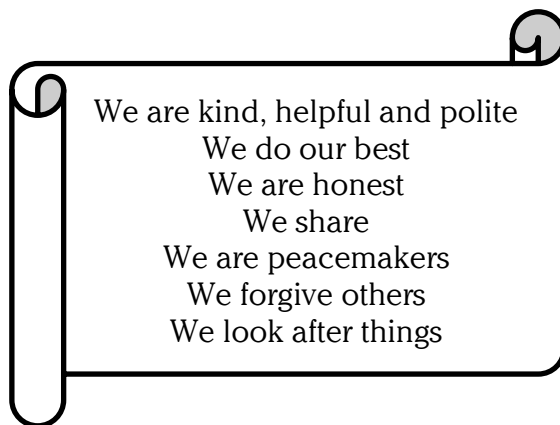 We are kind, helpful and polite
We do our best
We are honest
We share
We are peacemakers
We forgive others
We look after things